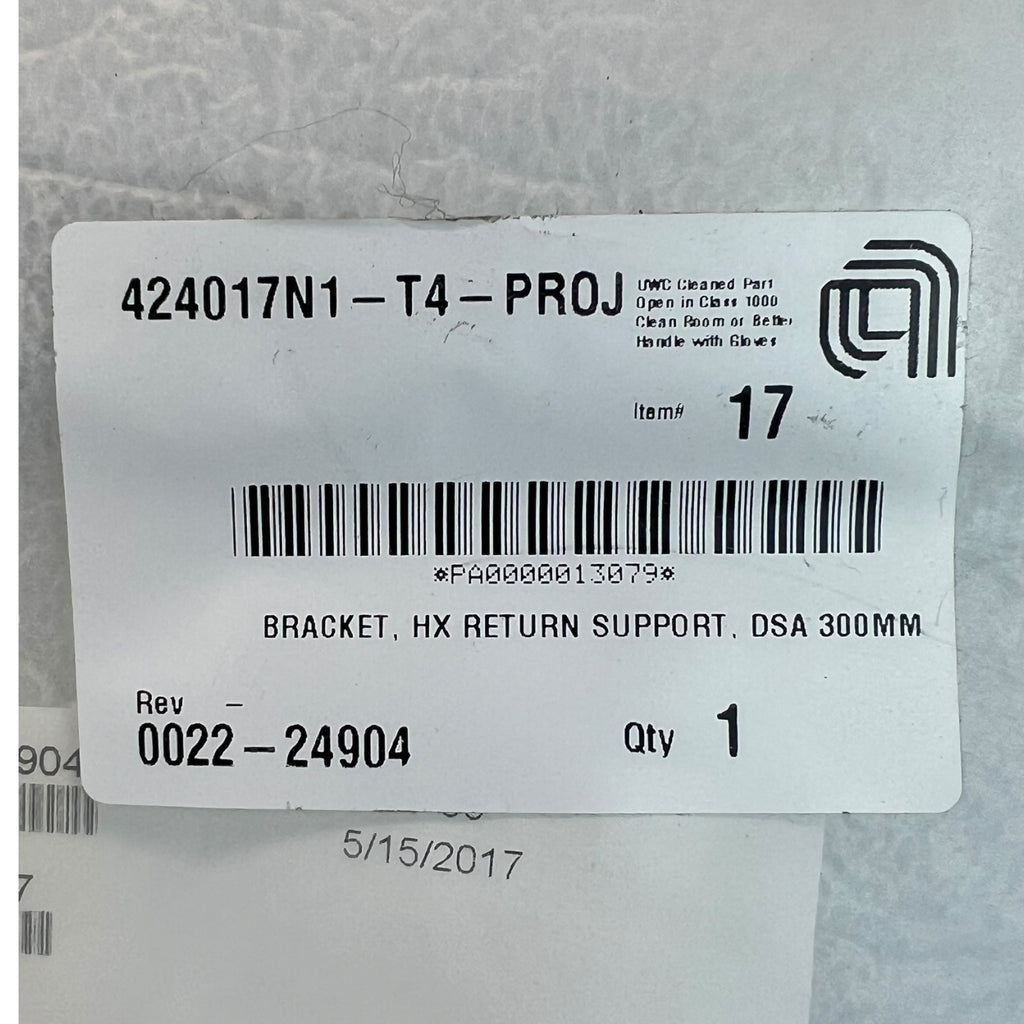 424017N1-T4-PROJ
UWC Cleaned Part
Open in Class 1000
Clean Room or Better
Handle with Gloves
Item# 17
*PA0000013079*
BRACKET, HX RETURN SUPPORT, DSA 300MM
Rev -
0022-24904
Qty 1
904
5/15/2017
7